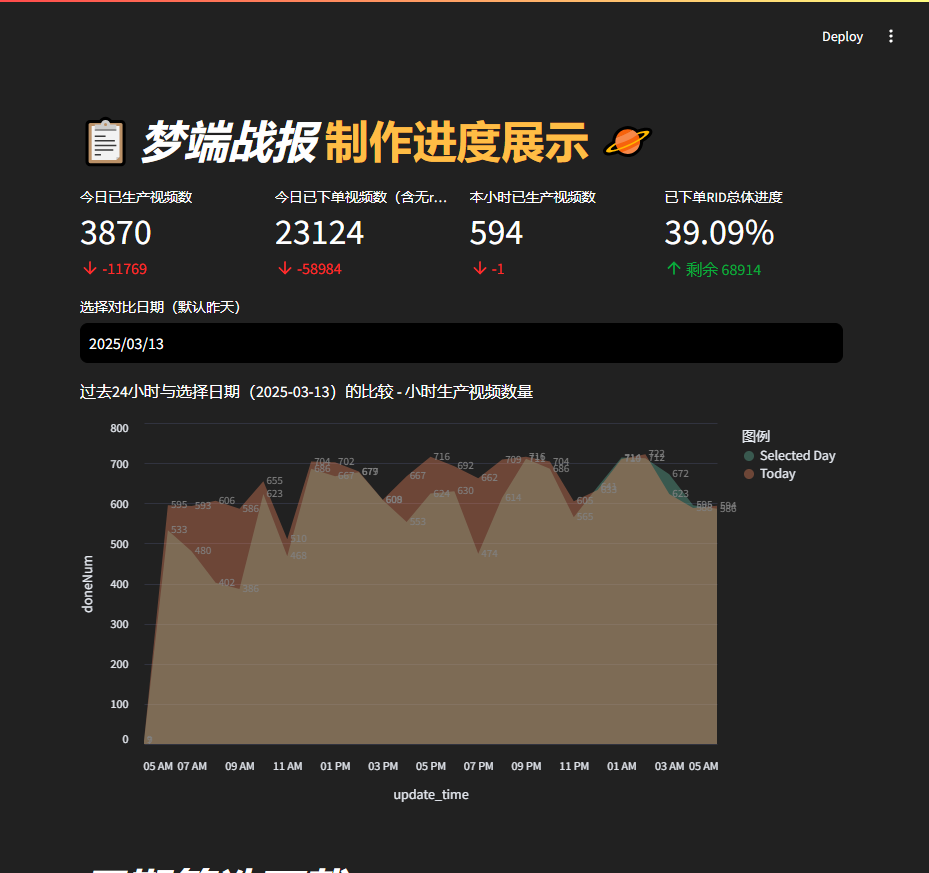 Deploy
梦端战报 制作进度展示
今日已生产视频数
3870
-11769
今日已下单视频数（含无r...
23124
-58984
本小时已生产视频数
594
-1
已下单RID总体进度
39.09%
剩余 68914
选择对比日期（默认昨天）
2025/03/13
过去24小时与选择日期（2025-03-13）的比较 - 小时生产视频数量
图例
Selected Day
Today
doneNum
800
700
600
500
400
300
200
100
0
595 593 606 586 655 510 704 702 667 716 692 662 709 716 704 606 714 722 623 595 594
533 480 402 386 623 468 686 667 679 608 553 624 630 474 614 686 565 712 672 586
05 AM 07 AM 09 AM 11 AM 01 PM 03 PM 05 PM 07 PM 09 PM 11 PM 01 AM 03 AM 05 AM
update_time